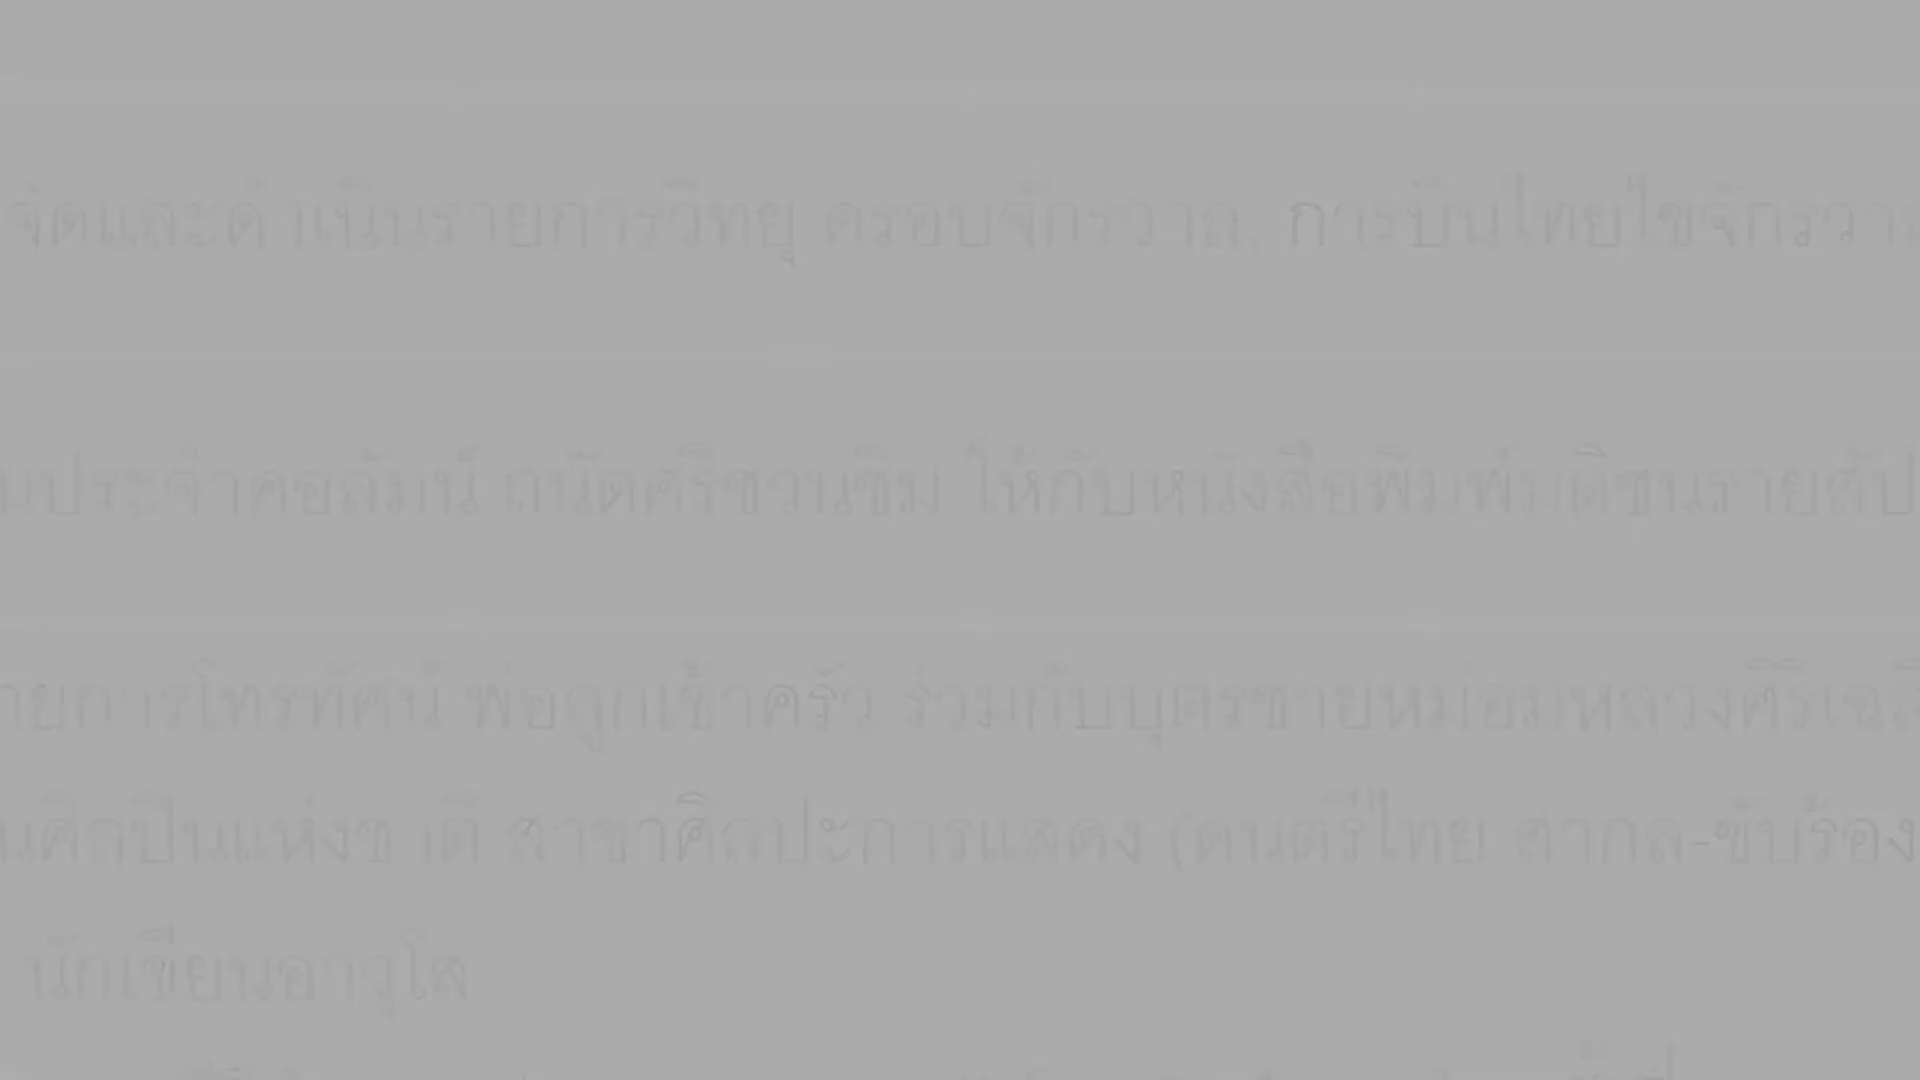 จัดและดำเนินรายการวิทยุ ครอบจักรวาล, การบินไทยไขจักรวาล
มประจำคอลัมน์ ถนัดศรีชวนชิม ให้กับหนังสือพิมพ์มติชนรายสัป
ายการโทรทัศน์ พ่อลูกเข้าครัว ร่วมกับบุตรชายหม่อมหลวงศิริเฉลิ
นศิลปินแห่งชาติ สาขาศิลปะการแสดง (ดนตรีไทย สากล-ขับร้อง
นักเขียนอาวุโส